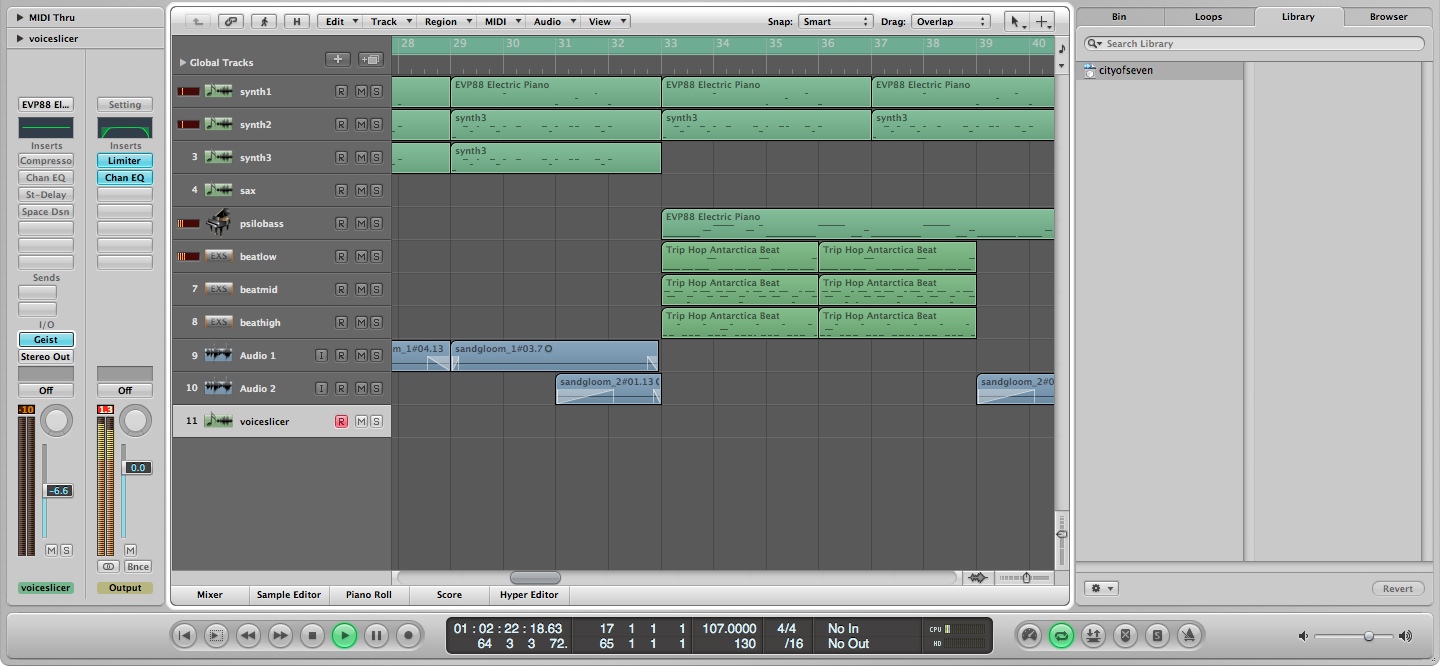 MIDI Thru
voiceslicer
EVP88 El...
Setting
Inserts
Inserts
Compresso
Limiter
Chan EQ
Chan EQ
St-Delay
Space Dsn
Sends
I/O
Geist
Stereo Out
Off
Off
-10
1.3
0.0
-6.6
M S
M
Bnce
voiceslicer
Output
H
Edit
Track
Region
MIDI
Audio
View
Snap: Smart
Drag: Overlap
28 29 30 31 32 33 34 35 36 37 38 39 40
Global Tracks
synth1 R M S
EVP88 Electric Piano
EVP88 Electric Piano
EVP88 Electric Piano
synth2 R M S
synth3
synth3
synth3
3 synth3 R M S
synth3
4 sax R M S
psilobass R M S
EVP88 Electric Piano
EXS beatlow R M S
Trip Hop Antarctica Beat
Trip Hop Antarctica Beat
7 EXS beatmid R M S
Trip Hop Antarctica Beat
Trip Hop Antarctica Beat
8 EXS beathigh R M S
Trip Hop Antarctica Beat
Trip Hop Antarctica Beat
9 Audio 1 I R M S
m_1#04.13
sandgloom_1#03.7
10 Audio 2 I R M S
sandgloom_2#01.13
sandgloom_2#0
11 voiceslicer R M S
Mixer
Sample Editor
Piano Roll
Score
Hyper Editor
Bin
Loops
Library
Browser
Search Library
cityofseven
Revert
01 : 02 : 22 : 18.63
64 3 3 72.
17 1 1 1
65 1 1 1
107.0000
130
4/4
/16
No In
No Out
CPU
HD
S